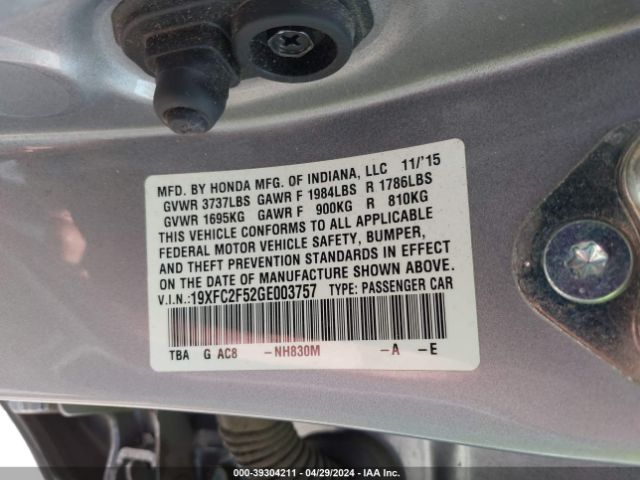 MFD. BY HONDA MFG. OF INDIANA, LLC 11/'15
GVWR 3737LBS GAWR F 1984LBS R 1786LBS
GVWR 1695KG GAWR F 900KG R 810KG
THIS VEHICLE CONFORMS TO ALL APPLICABLE
FEDERAL MOTOR VEHICLE SAFETY, BUMPER,
AND THEFT PREVENTION STANDARDS IN EFFECT
ON THE DATE OF MANUFACTURE SHOWN ABOVE.
V.I.N.:19XFC2F52GE003757 TYPE: PASSENGER CAR
TBA G AC8 -NH830M -A -E
000-39304211 - 04/29/2024 - IAA Inc.